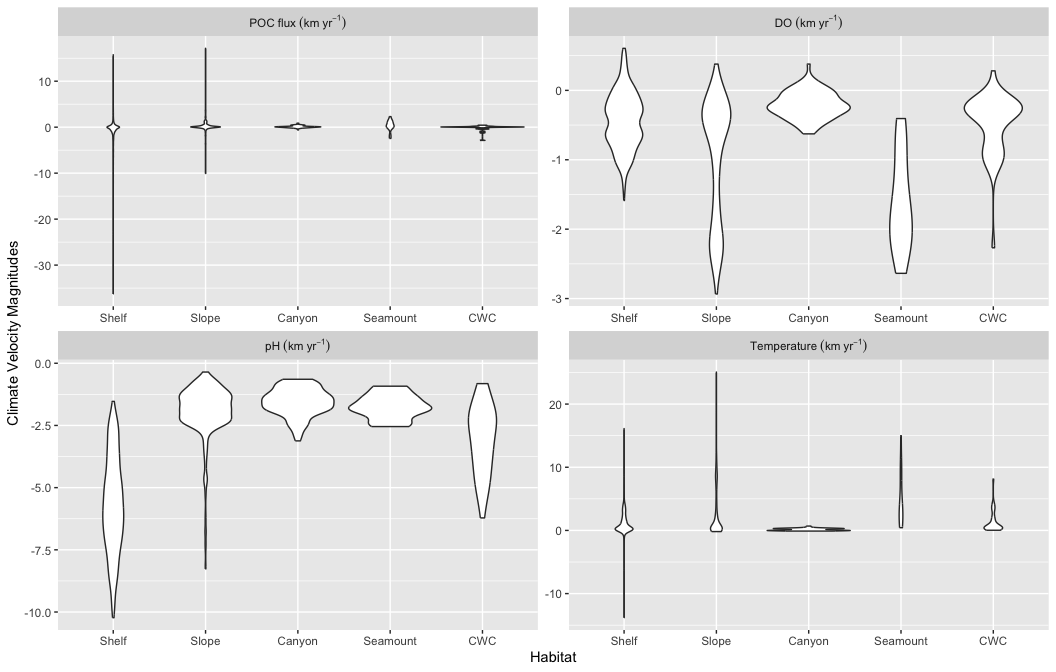 POC flux (km yr⁻¹)
DO (km yr⁻¹)
10
0
-10
-20
-30
0
-1
-2
-3
Shelf Slope Canyon Seamount CWC
Shelf Slope Canyon Seamount CWC
Climate Velocity Magnitudes
pH (km yr⁻¹)
Temperature (km yr⁻¹)
0.0
-2.5
-5.0
-7.5
-10.0
20
10
0
-10
Shelf Slope Canyon Seamount CWC
Shelf Slope Canyon Seamount CWC
Habitat